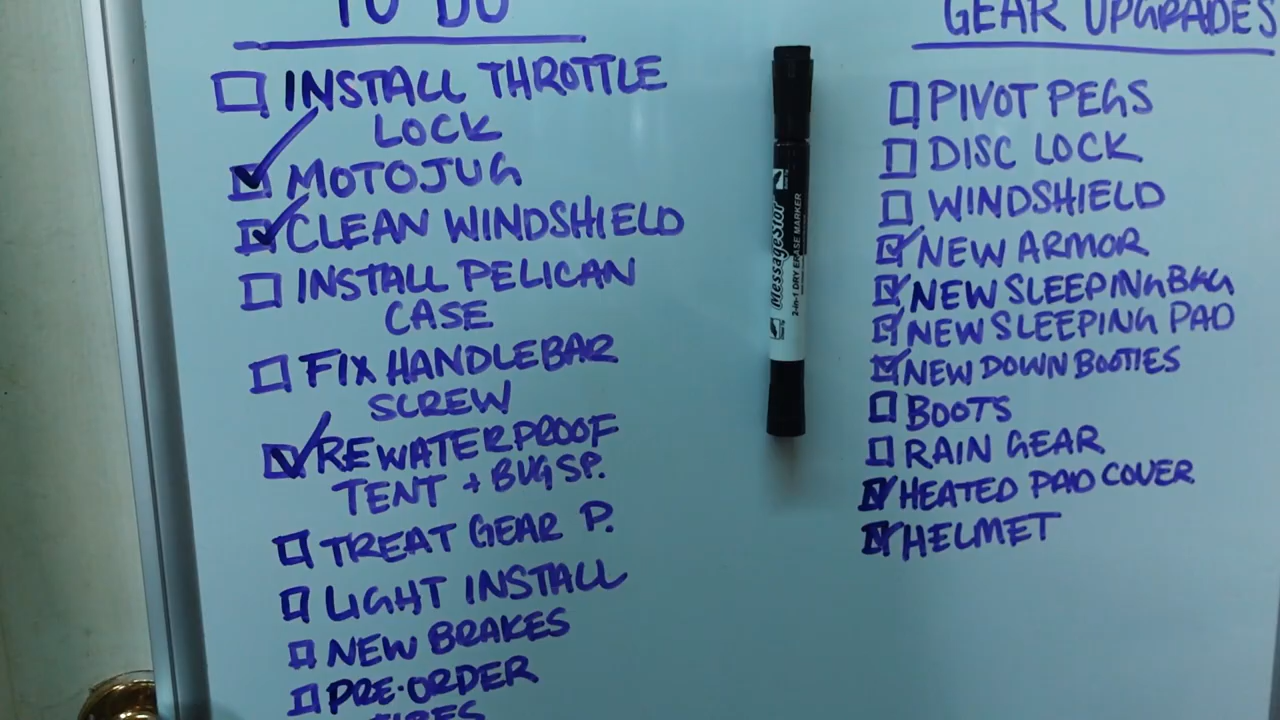 TO DO
INSTALL THROTTLE
LOCK
MOTOJUG
CLEAN WINDSHIELD
INSTALL PELICAN
CASE
FIX HANDLEBAR
SCREW
REWATERPROOF
TENT + BUG SP.
TREAT GEAR P.
LIGHT INSTALL
NEW BRAKES
PRE-ORDER
TIRES
MessageStor
2-in-1 DRY ERASE MARKER
GEAR UPGRADES
PIVOT PEGS
DISC LOCK
WINDSHIELD
NEW ARMOR
NEW SLEEPING BAG
NEW SLEEPING PAD
NEW DOWN BOOTIES
BOOTS
RAIN GEAR
HEATED PAD COVER
HELMET